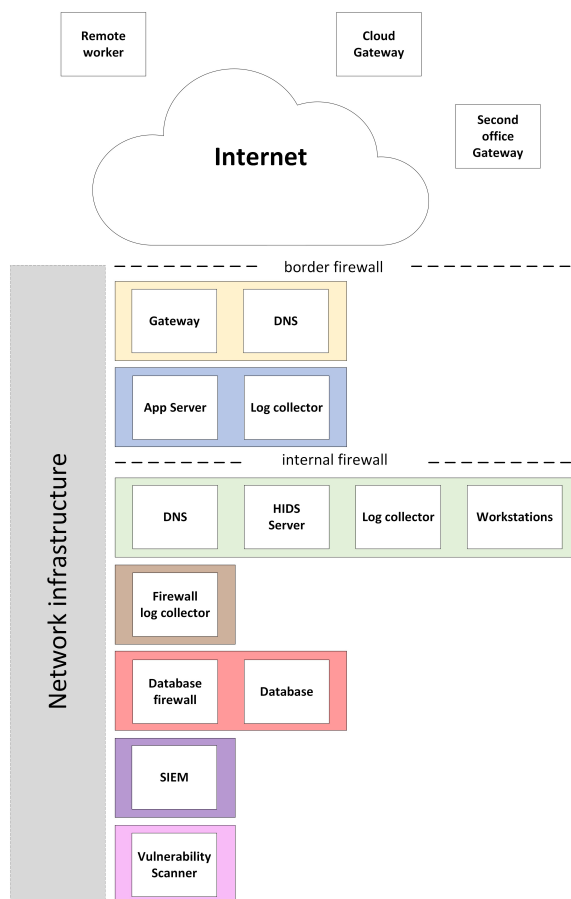 Remote
worker
Cloud
Gateway
Second
office
Gateway
Internet
border firewall
Gateway
DNS
App Server
Log collector
internal firewall
DNS
HIDS
Server
Log collector
Workstations
Network infrastructure
Firewall
log collector
Database
firewall
Database
SIEM
Vulnerability
Scanner